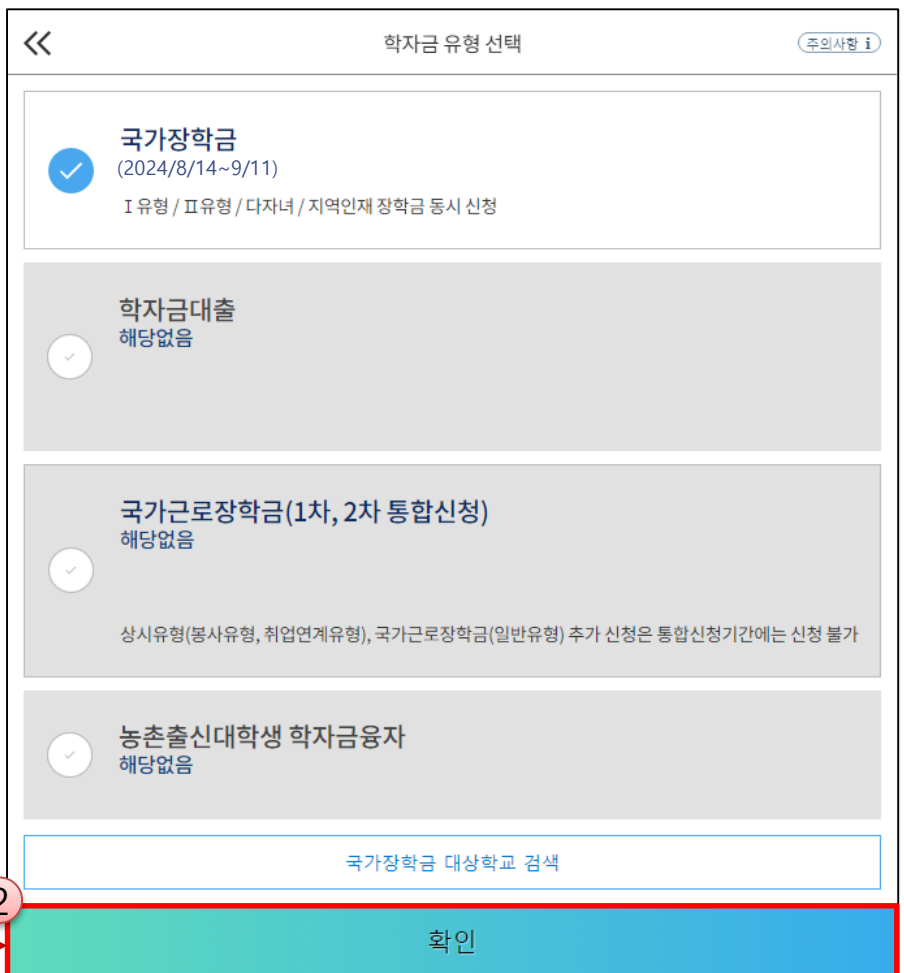 학자금 유형 선택
주의사항 i
국가장학금
(2024/8/14~9/11)
Ⅰ유형 / Ⅱ유형 / 다자녀 / 지역인재 장학금 동시 신청
학자금대출
해당없음
국가근로장학금(1차, 2차 통합신청)
해당없음
상시유형(봉사유형, 취업연계유형), 국가근로장학금(일반유형) 추가 신청은 통합신청기간에는 신청 불가
농촌출신대학생 학자금융자
해당없음
국가장학금 대상학교 검색
2
확인